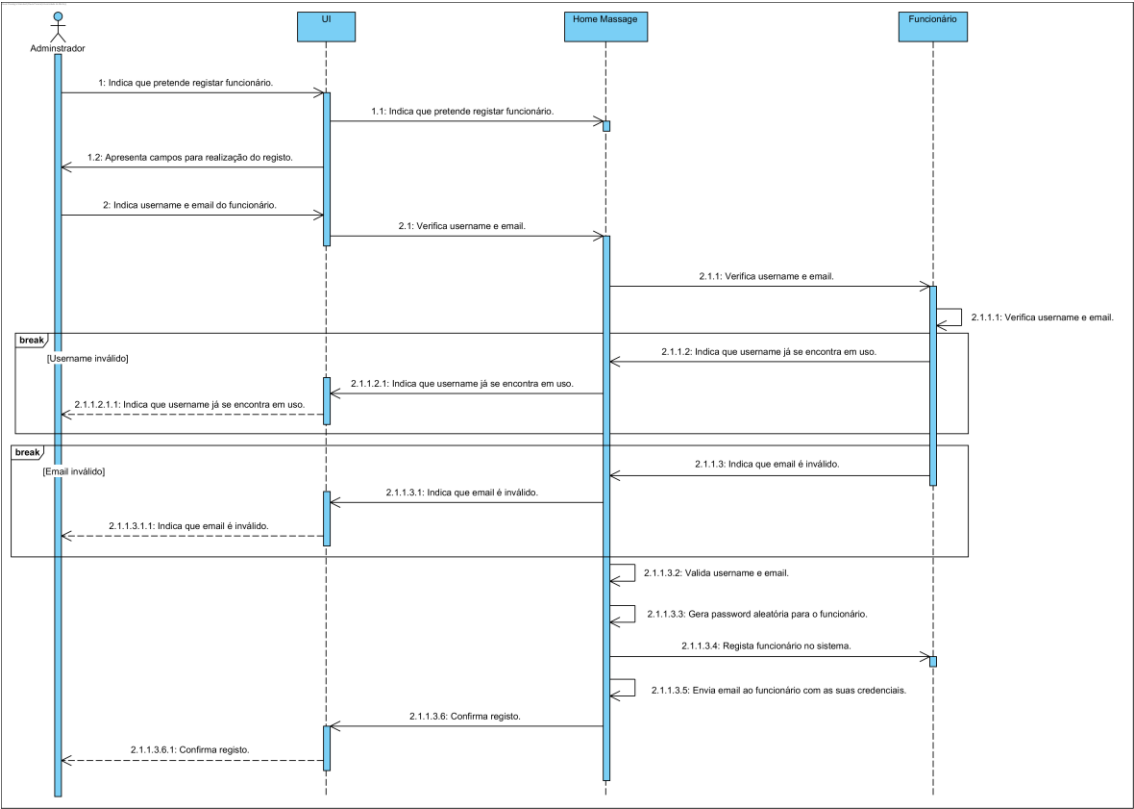 UI
Home Massage
Funcionário
Adminstrador
1: Indica que pretende registar funcionário.
1.1: Indica que pretende registar funcionário.
1.2: Apresenta campos para realização do registo.
2: Indica username e email do funcionário.
2.1: Verifica username e email.
2.1.1: Verifica username e email.
2.1.1.1: Verifica username e email.
break
[Username inválido]
2.1.1.2: Indica que username já se encontra em uso.
2.1.1.2.1: Indica que username já se encontra em uso.
2.1.1.2.1.1: Indica que username já se encontra em uso.
break
[Email inválido]
2.1.1.3: Indica que email é inválido.
2.1.1.3.1: Indica que email é inválido.
2.1.1.3.1.1: Indica que email é inválido.
2.1.1.3.2: Valida username e email.
2.1.1.3.3: Gera password aleatória para o funcionário.
2.1.1.3.4: Regista funcionário no sistema.
2.1.1.3.5: Envia email ao funcionário com as suas credenciais.
2.1.1.3.6: Confirma registo.
2.1.1.3.6.1: Confirma registo.